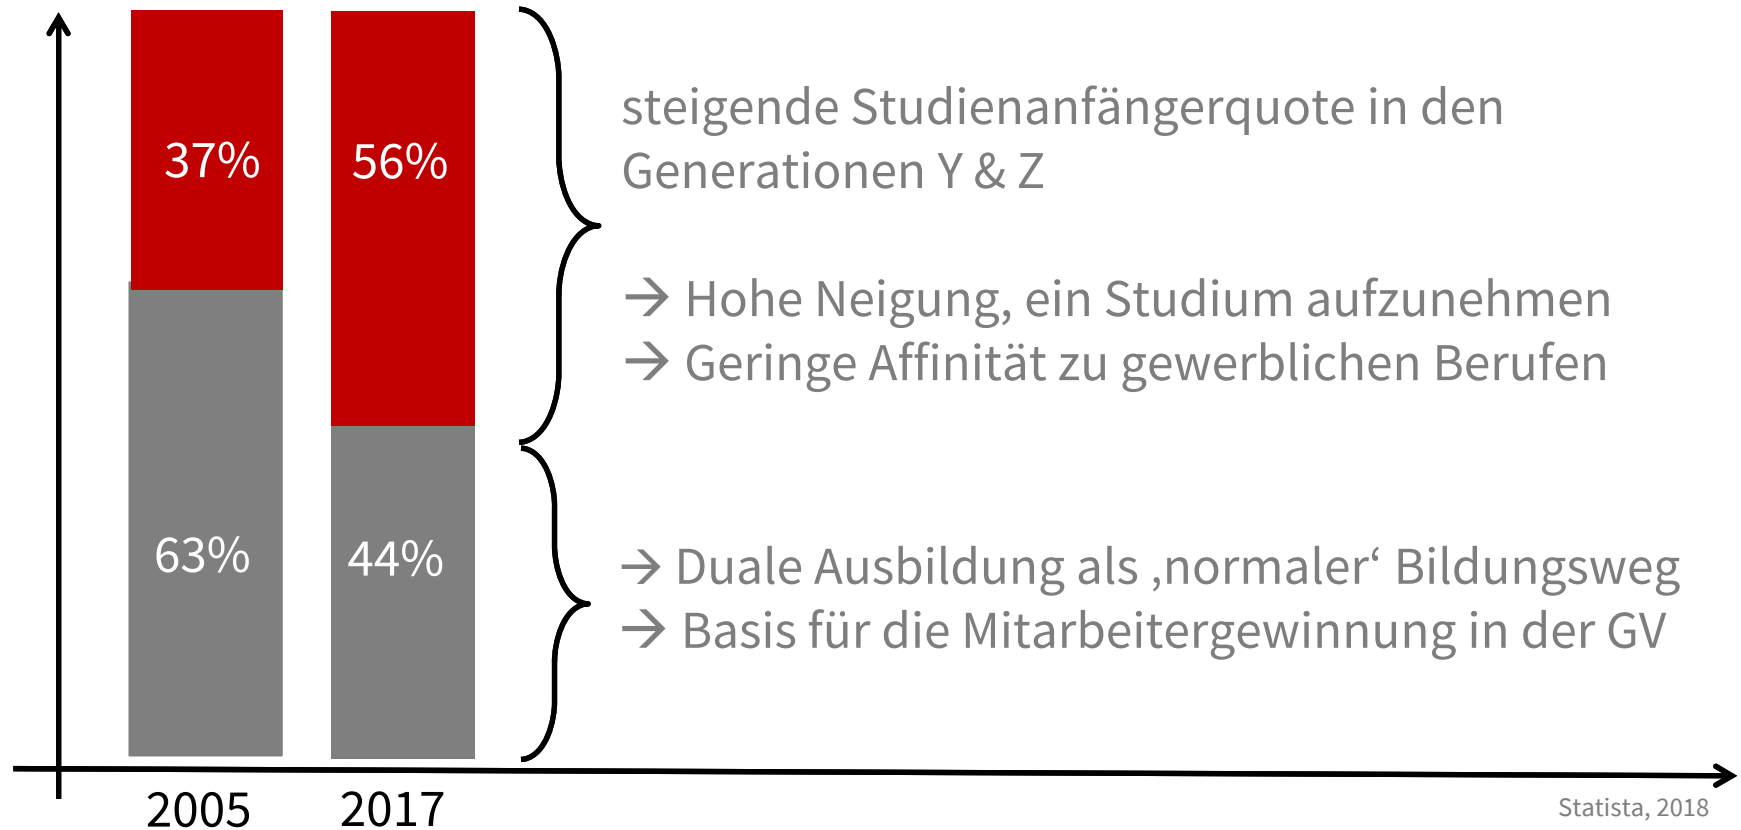 37%
56%
63%
44%
2005
2017
steigende Studienanfängerquote in den
Generationen Y & Z
→ Hohe Neigung, ein Studium aufzunehmen
→ Geringe Affinität zu gewerblichen Berufen
→ Duale Ausbildung als ‚normaler‘ Bildungsweg
→ Basis für die Mitarbeitergewinnung in der GV
Statista, 2018